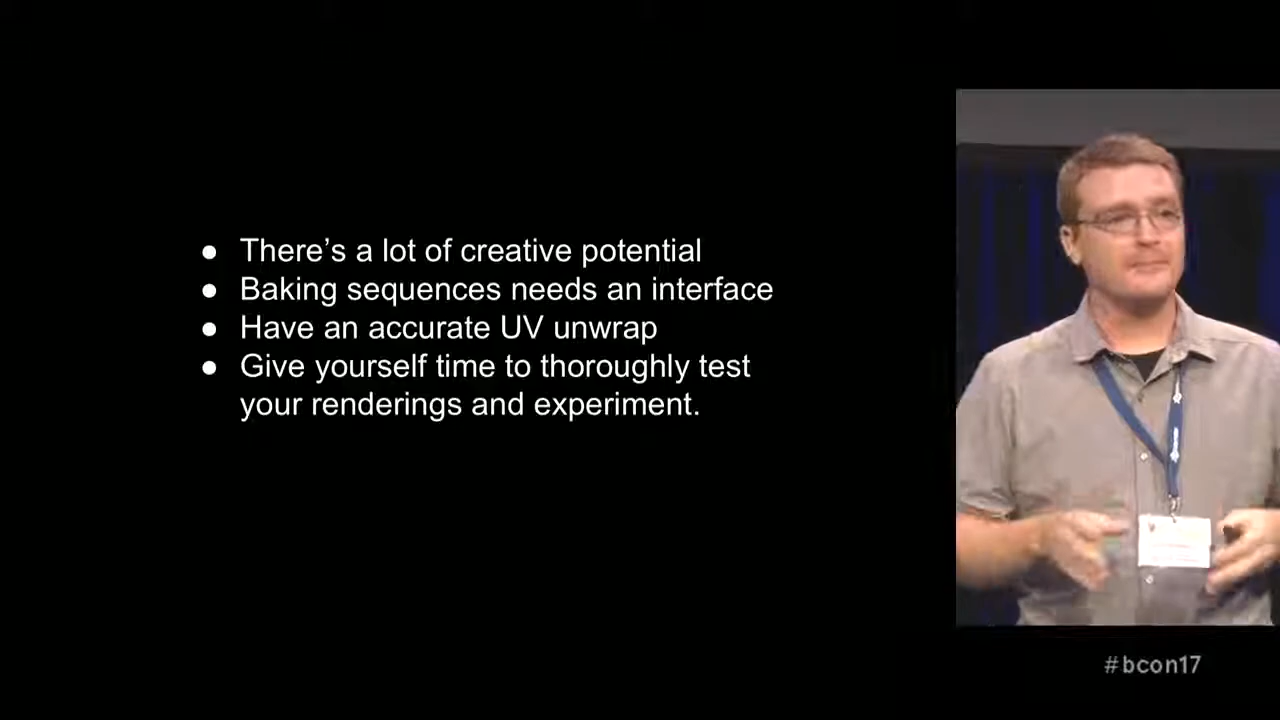 ● There’s a lot of creative potential
● Baking sequences needs an interface
● Have an accurate UV unwrap
● Give yourself time to thoroughly test
your renderings and experiment.
#bcon17